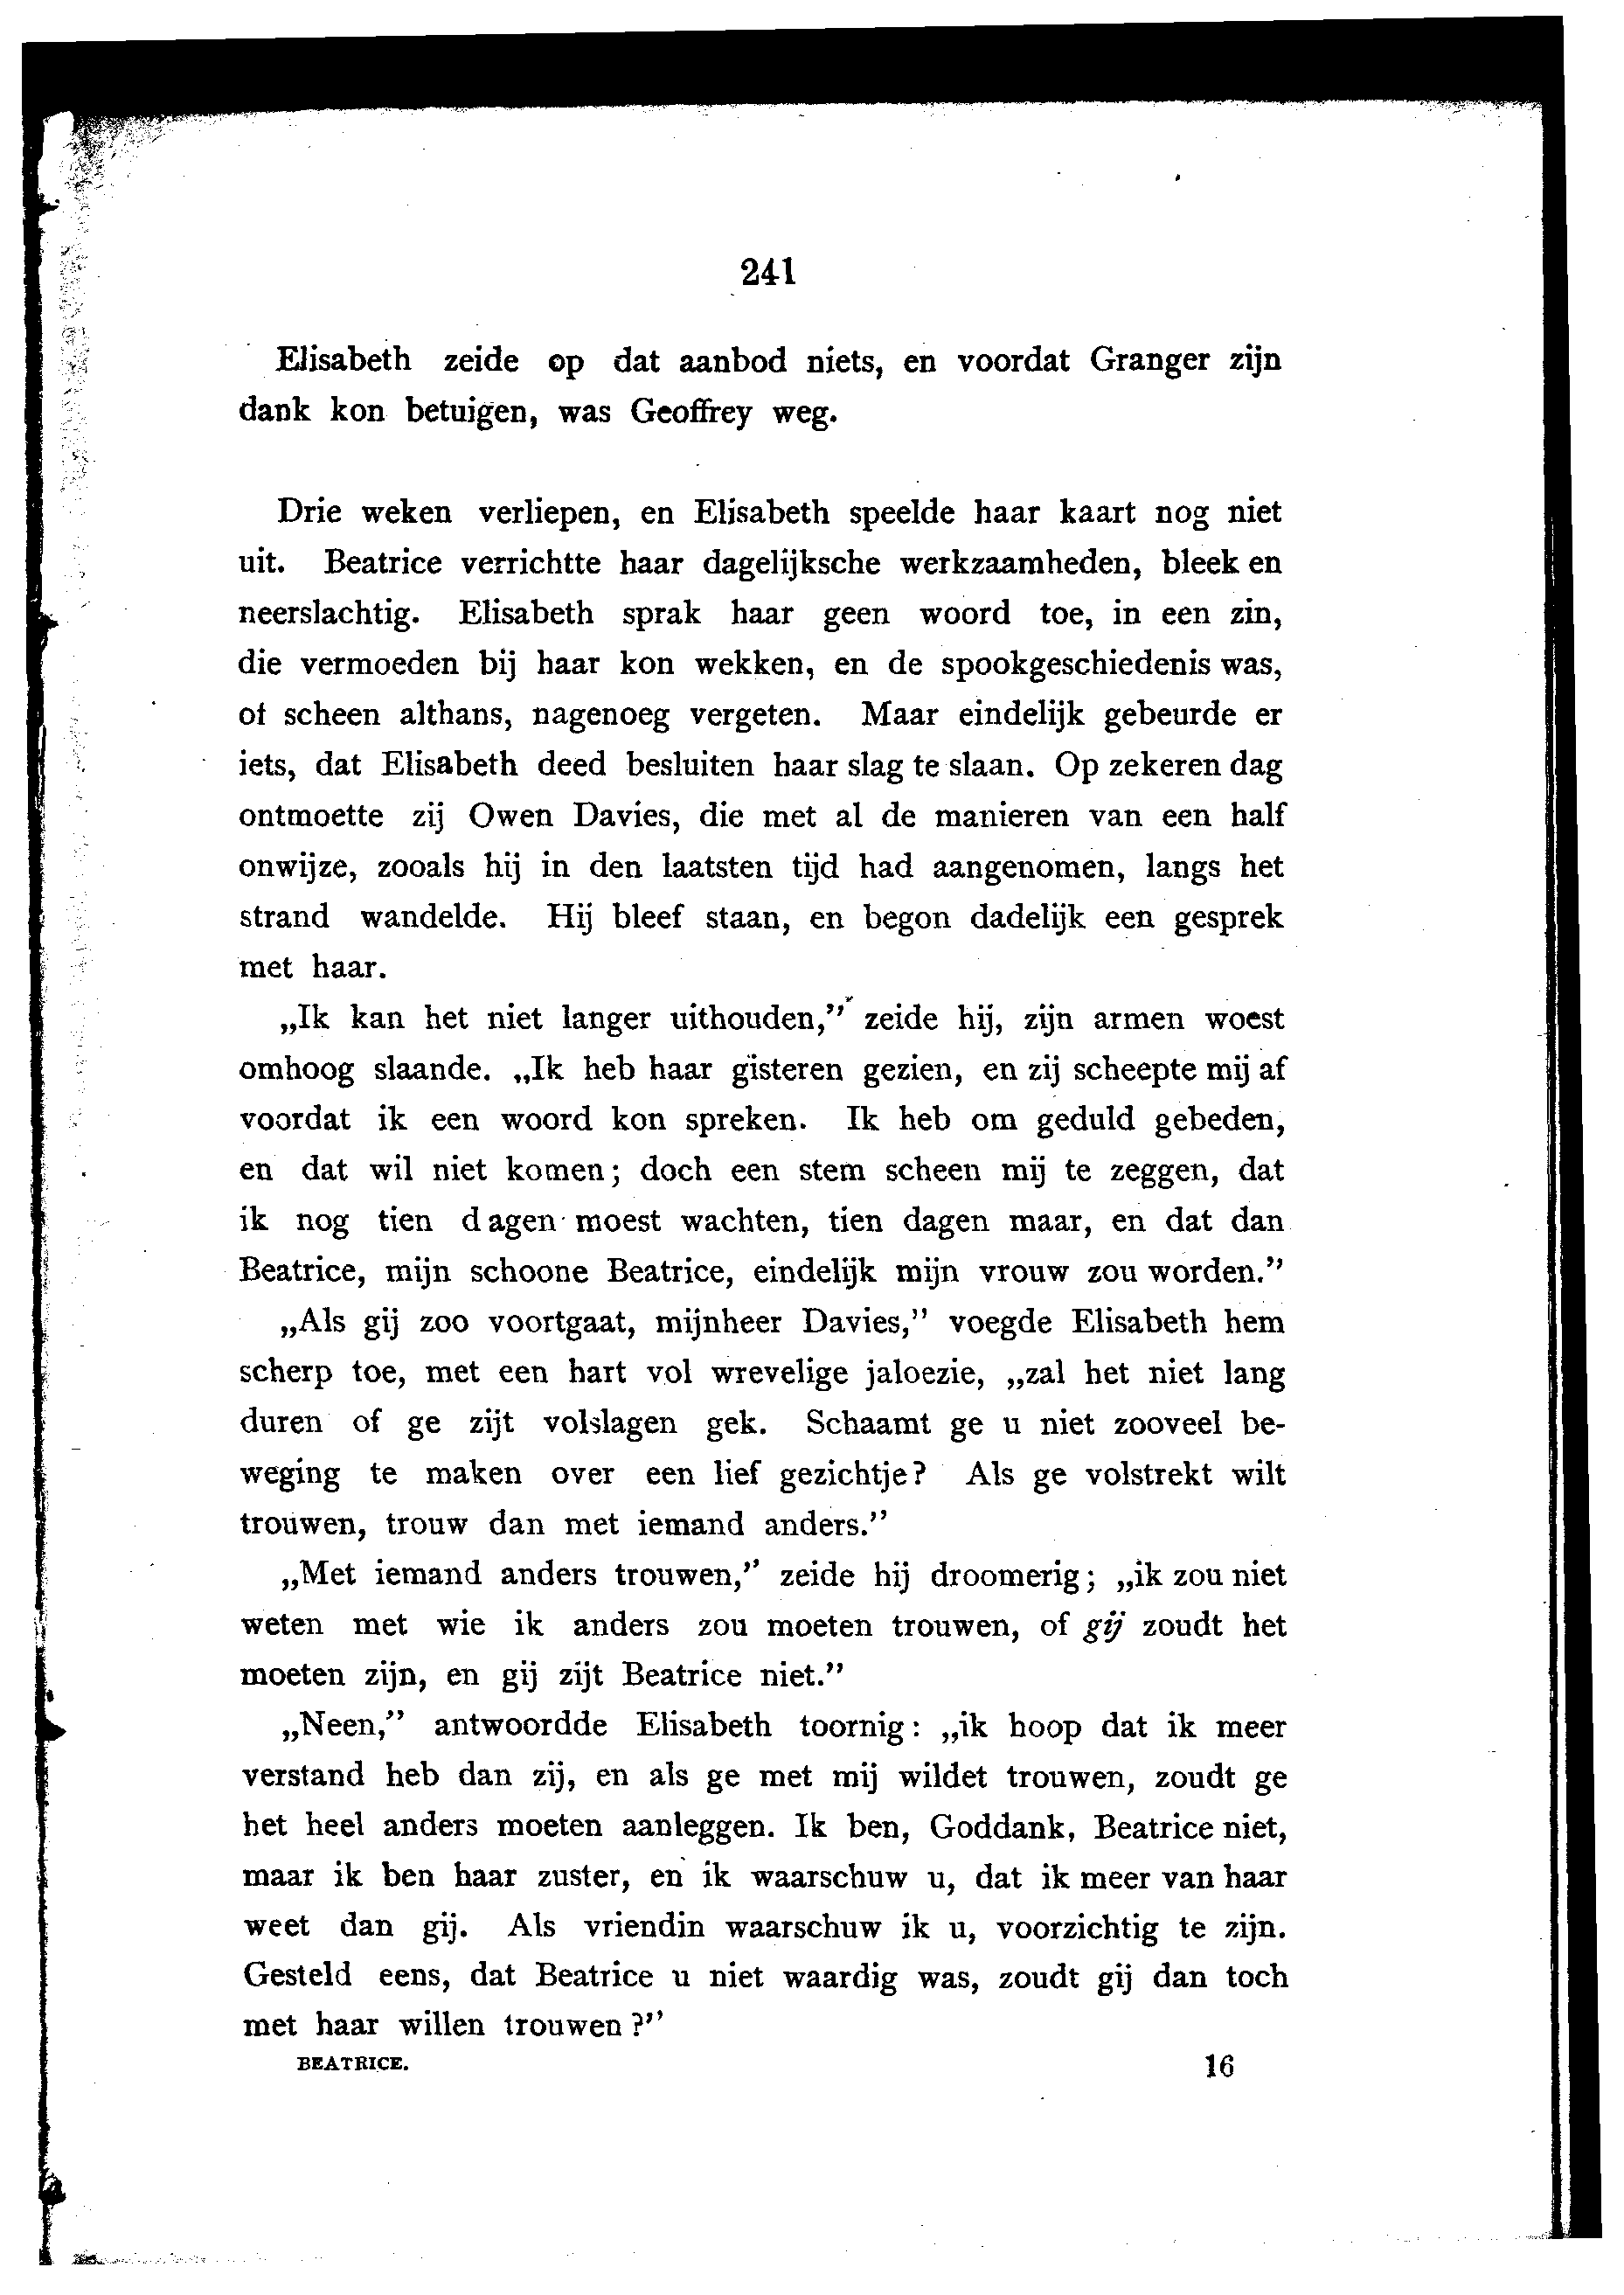 241
Elisabeth zeide op dat aanbod niets, en voordat Granger zijn
dank kon betuigen, was Geoffrey weg.
Drie weken verliepen, en Elisabeth speelde haar kaart nog niet
uit. Beatrice verrichtte haar dagelijksche werkzaamheden, bleek en
neerslachtig. Elisabeth sprak haar geen woord toe, in een zin,
die vermoeden bij haar kon wekken, en de spookgeschiedenis was,
of scheen althans, nagenoeg vergeten. Maar eindelijk gebeurde er
iets, dat Elisabeth deed besluiten haar slag te slaan. Op zekeren dag
ontmoette zij Owen Davies, die met al de manieren van een half
onwijze, zooals hij in den laatsten tijd had aangenomen, langs het
strand wandelde. Hij bleef staan, en begon dadelijk een gesprek
met haar.
„Ik kan het niet langer uithouden,” zeide hij, zijn armen woest
omhoog slaande. „Ik heb haar gisteren gezien, en zij scheepte mij af
voordat ik een woord kon spreken. Ik heb om geduld gebeden,
en dat wil niet komen; doch een stem scheen mij te zeggen, dat
ik nog tien dagen moest wachten, tien dagen maar, en dat dan
Beatrice, mijn schoone Beatrice, eindelijk mijn vrouw zou worden.”
„Als gij zoo voortgaat, mijnheer Davies,” voegde Elisabeth hem
scherp toe, met een hart vol wrevelige jaloezie, „zal het niet lang
duren of ge zijt volslagen gek. Schaamt ge u niet zooveel be-
weging te maken over een lief gezichtje? Als ge volstrekt wilt
trouwen, trouw dan met iemand anders.”
„Met iemand anders trouwen,” zeide hij droomerig; „ik zou niet
weten met wie ik anders zou moeten trouwen, of gij zoudt het
moeten zijn, en gij zijt Beatrice niet.”
„Neen,” antwoordde Elisabeth toornig: „ik hoop dat ik meer
verstand heb dan zij, en als ge met mij wildet trouwen, zoudt ge
het heel anders moeten aanleggen. Ik ben, Goddank, Beatrice niet,
maar ik ben haar zuster, en ik waarschuw u, dat ik meer van haar
weet dan gij. Als vriendin waarschuw ik u, voorzichtig te zijn.
Gesteld eens, dat Beatrice u niet waardig was, zoudt gij dan toch
met haar willen trouwen?”
BEATRICE. 16